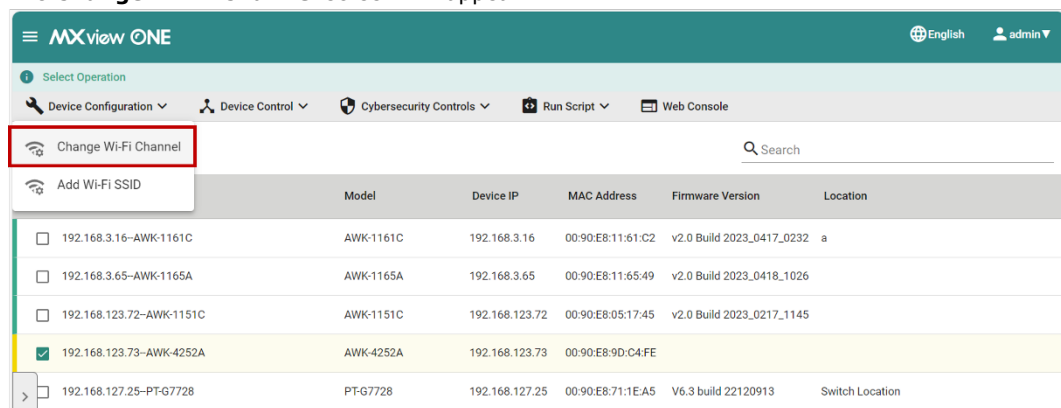 MXview ONE
English
admin
Select Operation
Device Configuration
Device Control
Cybersecurity Controls
Run Script
Web Console
Change Wi-Fi Channel
Search
Add Wi-Fi SSID
Model Device IP MAC Address Firmware Version Location
192.168.3.16--AWK-1161C AWK-1161C 192.168.3.16 00:90:E8:11:61:C2 v2.0 Build 2023_0417_0232 a
192.168.3.65--AWK-1165A AWK-1165A 192.168.3.65 00:90:E8:11:65:49 v2.0 Build 2023_0418_1026
192.168.123.72--AWK-1151C AWK-1151C 192.168.123.72 00:90:E8:05:17:45 v2.0 Build 2023_0217_1145
192.168.123.73--AWK-4252A AWK-4252A 192.168.123.73 00:90:E8:9D:C4:FE
192.168.127.25--PT-G7728 PT-G7728 192.168.127.25 00:90:E8:71:1E:A5 V6.3 build 22120913 Switch Location